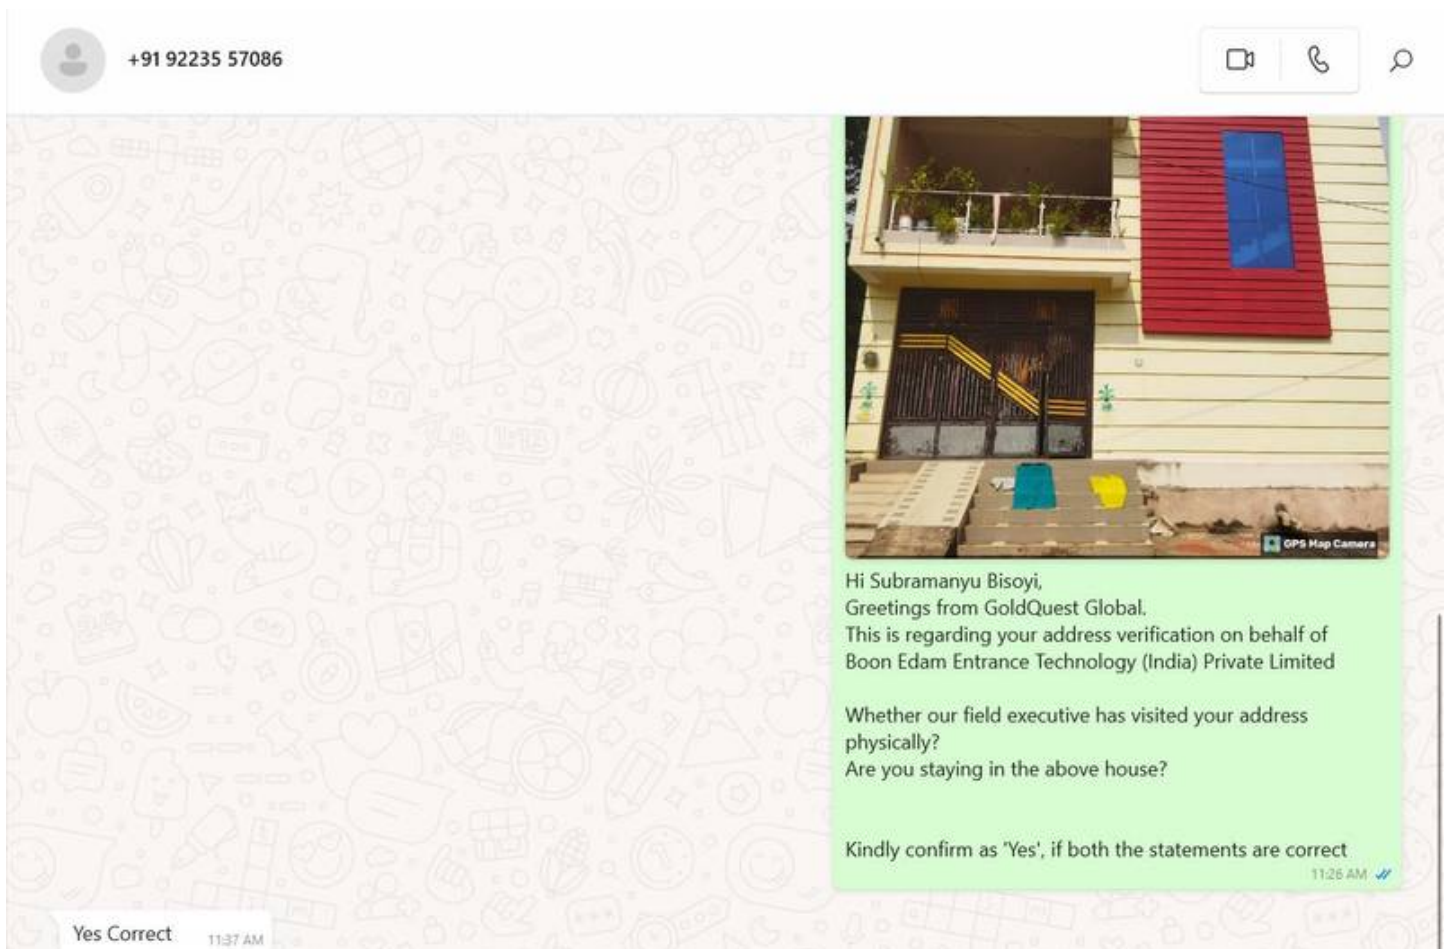 +91 92235 57086
GPS Map Camera
Hi Subramanyu Bisoyi,
Greetings from GoldQuest Global.
This is regarding your address verification on behalf of
Boon Edam Entrance Technology (India) Private Limited
Whether our field executive has visited your address
physically?
Are you staying in the above house?
Kindly confirm as 'Yes', if both the statements are correct
11:26 AM
Yes Correct
11:37 AM